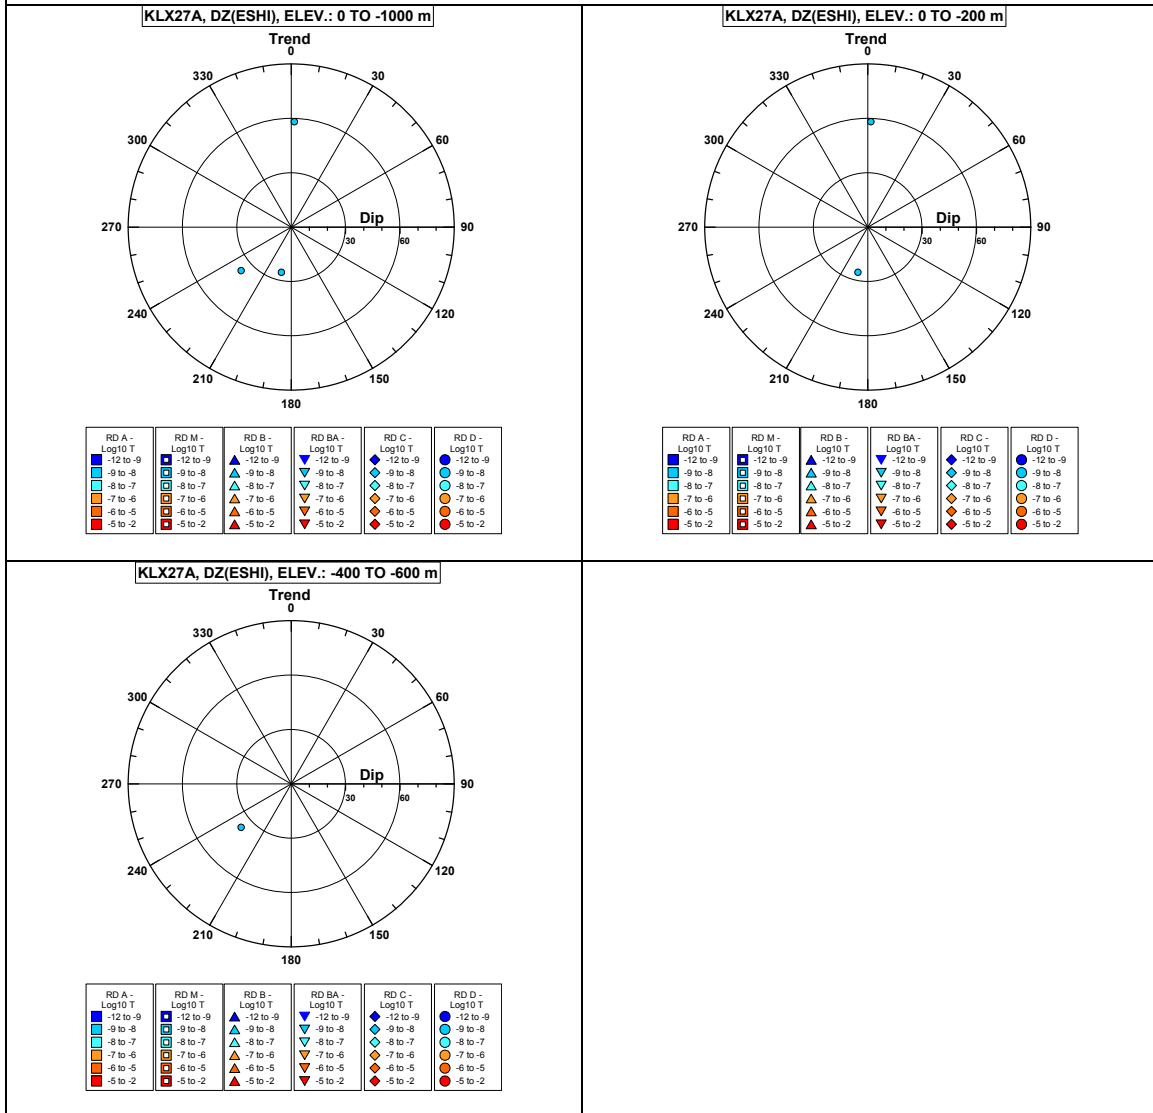 KLX27A, DZ(ESHI), ELEV.: 0 TO -1000 m
Trend
0
330 30
300 60
Dip
270 30 60 90
240 120
210 150
180
RD A - RD M - RD B - RD BA - RD C - RD D -
Log10 T Log10 T Log10 T Log10 T Log10 T Log10 T
-12 to -9 -12 to -9 -12 to -9 -12 to -9 -12 to -9 -12 to -9
-9 to -8 -9 to -8 -9 to -8 -9 to -8 -9 to -8 -9 to -8
-8 to -7 -8 to -7 -8 to -7 -8 to -7 -8 to -7 -8 to -7
-7 to -6 -7 to -6 -7 to -6 -7 to -6 -7 to -6 -7 to -6
-6 to -5 -6 to -5 -6 to -5 -6 to -5 -6 to -5 -6 to -5
-5 to -2 -5 to -2 -5 to -2 -5 to -2 -5 to -2 -5 to -2
KLX27A, DZ(ESHI), ELEV.: 0 TO -200 m
Trend
0
330 30
300 60
Dip
270 30 60 90
240 120
210 150
180
RD A - RD M - RD B - RD BA - RD C - RD D -
Log10 T Log10 T Log10 T Log10 T Log10 T Log10 T
-12 to -9 -12 to -9 -12 to -9 -12 to -9 -12 to -9 -12 to -9
-9 to -8 -9 to -8 -9 to -8 -9 to -8 -9 to -8 -9 to -8
-8 to -7 -8 to -7 -8 to -7 -8 to -7 -8 to -7 -8 to -7
-7 to -6 -7 to -6 -7 to -6 -7 to -6 -7 to -6 -7 to -6
-6 to -5 -6 to -5 -6 to -5 -6 to -5 -6 to -5 -6 to -5
-5 to -2 -5 to -2 -5 to -2 -5 to -2 -5 to -2 -5 to -2
KLX27A, DZ(ESHI), ELEV.: -400 TO -600 m
Trend
0
330 30
300 60
Dip
270 30 60 90
240 120
210 150
180
RD A - RD M - RD B - RD BA - RD C - RD D -
Log10 T Log10 T Log10 T Log10 T Log10 T Log10 T
-12 to -9 -12 to -9 -12 to -9 -12 to -9 -12 to -9 -12 to -9
-9 to -8 -9 to -8 -9 to -8 -9 to -8 -9 to -8 -9 to -8
-8 to -7 -8 to -7 -8 to -7 -8 to -7 -8 to -7 -8 to -7
-7 to -6 -7 to -6 -7 to -6 -7 to -6 -7 to -6 -7 to -6
-6 to -5 -6 to -5 -6 to -5 -6 to -5 -6 to -5 -6 to -5
-5 to -2 -5 to -2 -5 to -2 -5 to -2 -5 to -2 -5 to -2